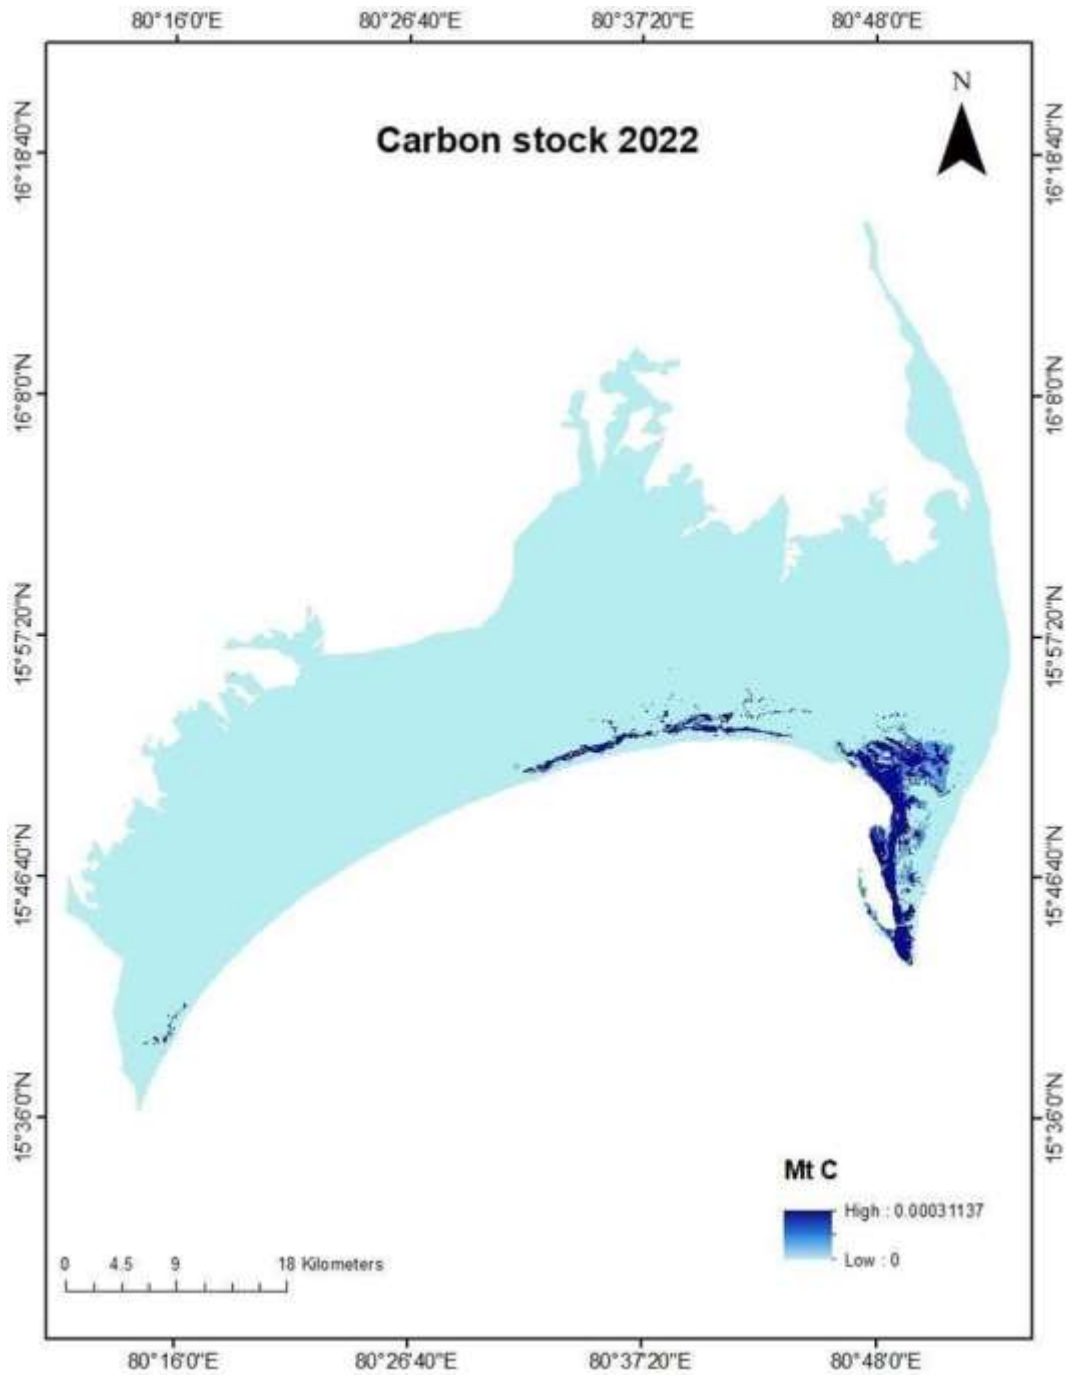 80°16'0"E 80°26'40"E 80°37'20"E 80°48'0"E
N
Carbon stock 2022
16°18'40"N 16°18'40"N
16°8'0"N 16°8'0"N
15°57'20"N 15°57'20"N
15°46'40"N 15°46'40"N
15°36'0"N 15°36'0"N
Mt C
High : 0.00031137
Low : 0
0 4.5 9 18 Kilometers
80°16'0"E 80°26'40"E 80°37'20"E 80°48'0"E